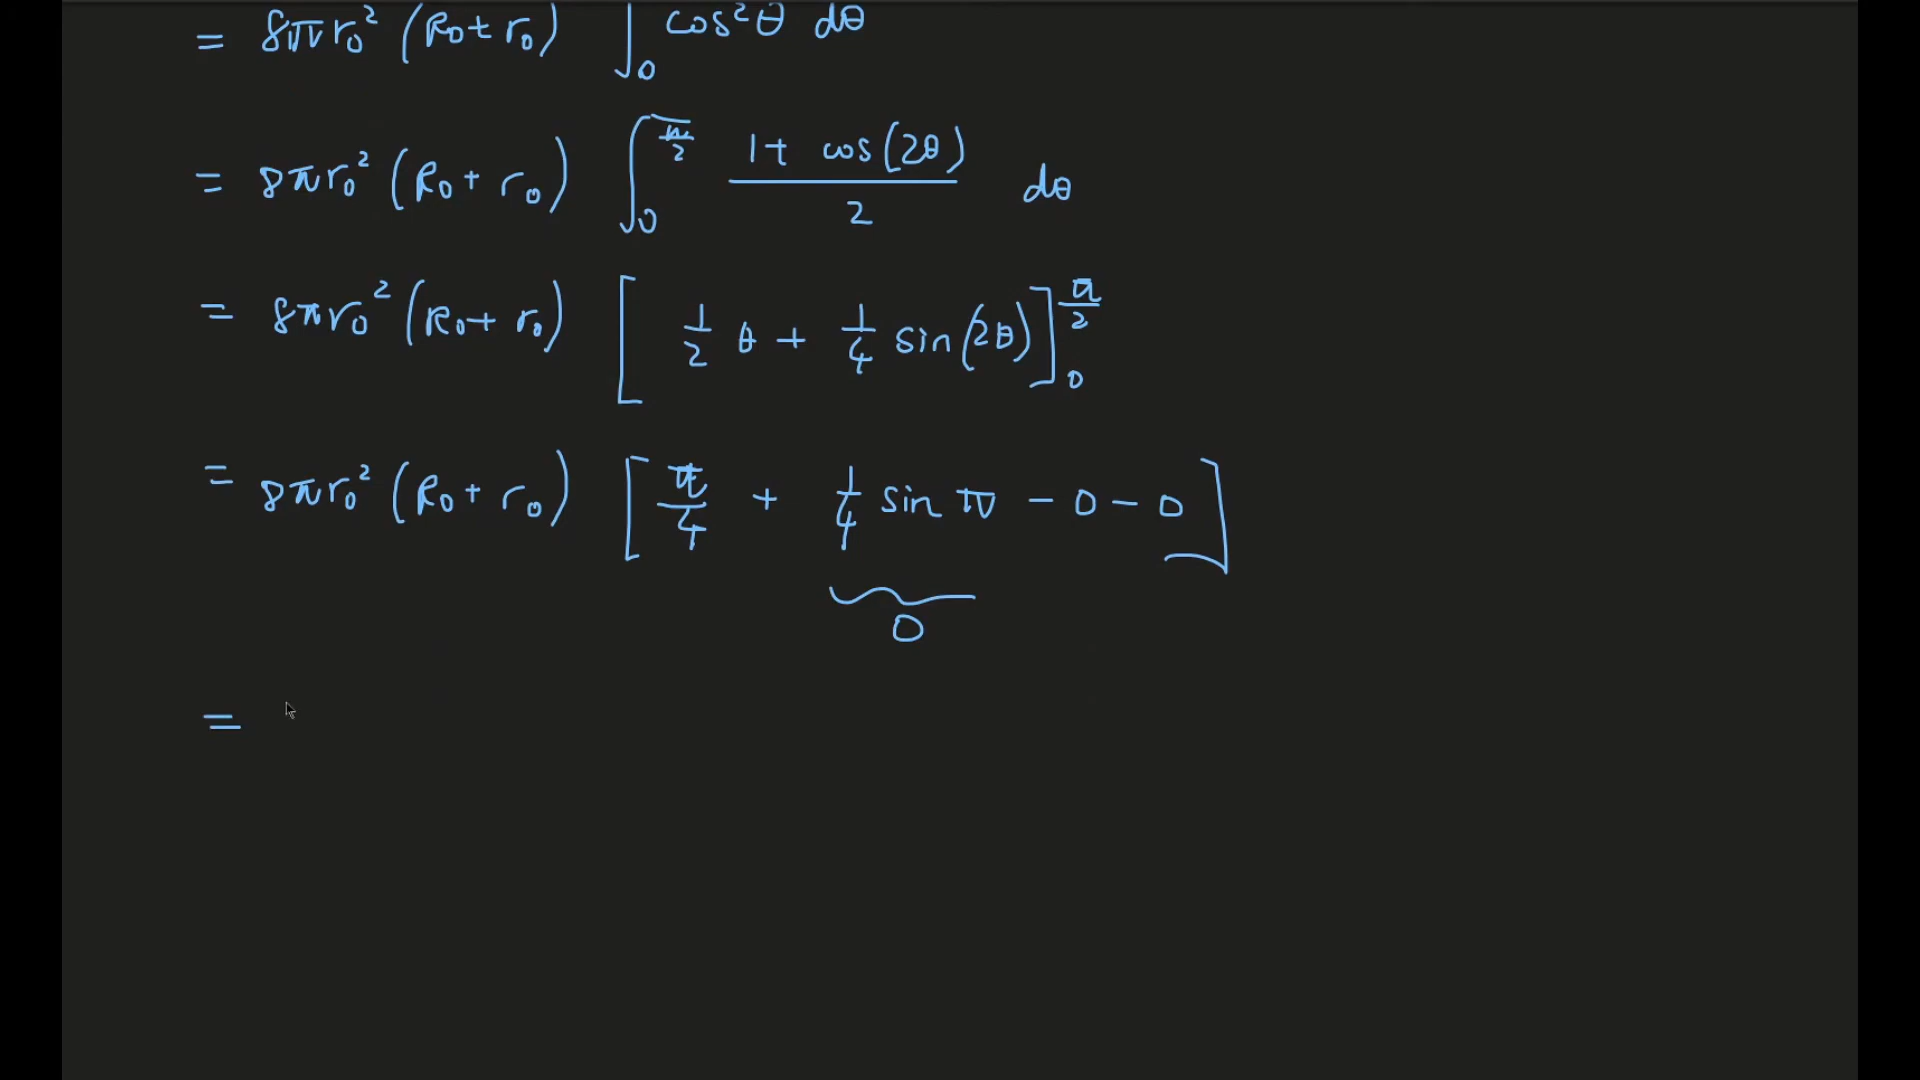 = 8πr₀² (R₀ + r₀) ∫₀ cos²θ dθ
= 8πr₀² (R₀ + r₀) ∫₀^(π/2) (1 + cos(2θ))/2 dθ
= 8πr₀² (R₀ + r₀) [1/2 θ + 1/4 sin(2θ)]₀^(π/2)
= 8πr₀² (R₀ + r₀) [π/4 + 1/4 sin π − 0 − 0]
0
=